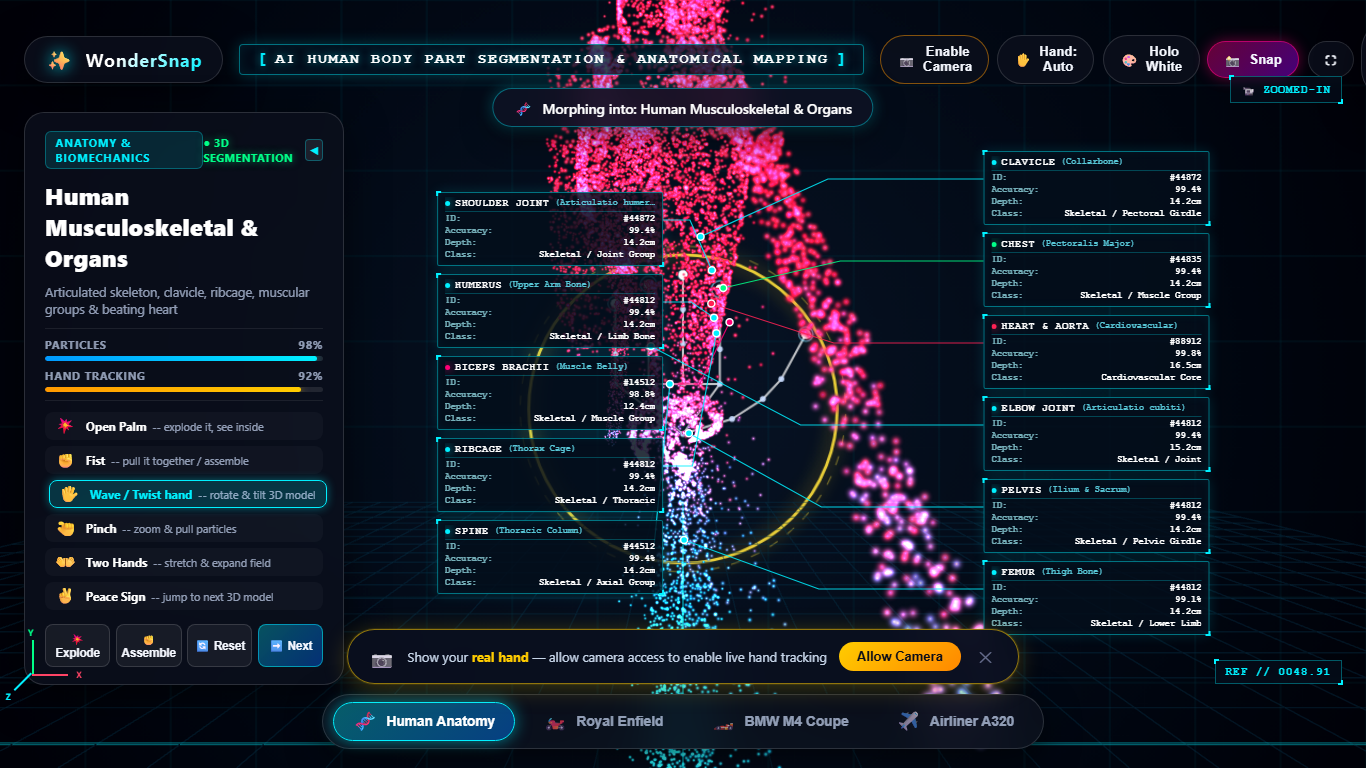 WonderSnap
[ AI HUMAN BODY PART SEGMENTATION & ANATOMICAL MAPPING ]
Enable
Camera
Hand:
Auto
Holo
White
Snap
ZOOMED-IN
Morphing into: Human Musculoskeletal & Organs
ANATOMY &
BIOMECHANICS
● 3D
SEGMENTATION
Human
Musculoskeletal &
Organs
Articulated skeleton, clavicle, ribcage, muscular
groups & beating heart
PARTICLES 98%
HAND TRACKING 92%
Open Palm -- explode it, see inside
Fist -- pull it together / assemble
Wave / Twist hand -- rotate & tilt 3D model
Pinch -- zoom & pull particles
Two Hands -- stretch & expand field
Peace Sign -- jump to next 3D model
Explode
Assemble
Reset
Next
Y
X
Z
SHOULDER JOINT (Articulatio humer…
ID: #44872
Accuracy: 99.4%
Depth: 14.2cm
Class: Skeletal / Joint Group
HUMERUS (Upper Arm Bone)
ID: #44812
Accuracy: 99.4%
Depth: 14.2cm
Class: Skeletal / Limb Bone
BICEPS BRACHII (Muscle Belly)
ID: #14512
Accuracy: 98.8%
Depth: 12.4cm
Class: Skeletal / Muscle Group
RIBCAGE (Thorax Cage)
ID: #44812
Accuracy: 99.4%
Depth: 14.2cm
Class: Skeletal / Thoracic
SPINE (Thoracic Column)
ID: #44512
Accuracy: 99.4%
Depth: 14.2cm
Class: Skeletal / Axial Group
CLAVICLE (Collarbone)
ID: #44872
Accuracy: 99.4%
Depth: 14.2cm
Class: Skeletal / Pectoral Girdle
CHEST (Pectoralis Major)
ID: #44835
Accuracy: 99.4%
Depth: 14.2cm
Class: Skeletal / Muscle Group
HEART & AORTA (Cardiovascular)
ID: #88912
Accuracy: 99.8%
Depth: 16.5cm
Class: Cardiovascular Core
ELBOW JOINT (Articulatio cubiti)
ID: #44812
Accuracy: 99.4%
Depth: 15.2cm
Class: Skeletal / Joint
PELVIS (Ilium & Sacrum)
ID: #44812
Accuracy: 99.4%
Depth: 14.2cm
Class: Skeletal / Pelvic Girdle
FEMUR (Thigh Bone)
ID: #44812
Accuracy: 99.1%
Depth: 14.2cm
Class: Skeletal / Lower Limb
Show your real hand — allow camera access to enable live hand tracking
Allow Camera
REF // 0048.91
Human Anatomy
Royal Enfield
BMW M4 Coupe
Airliner A320